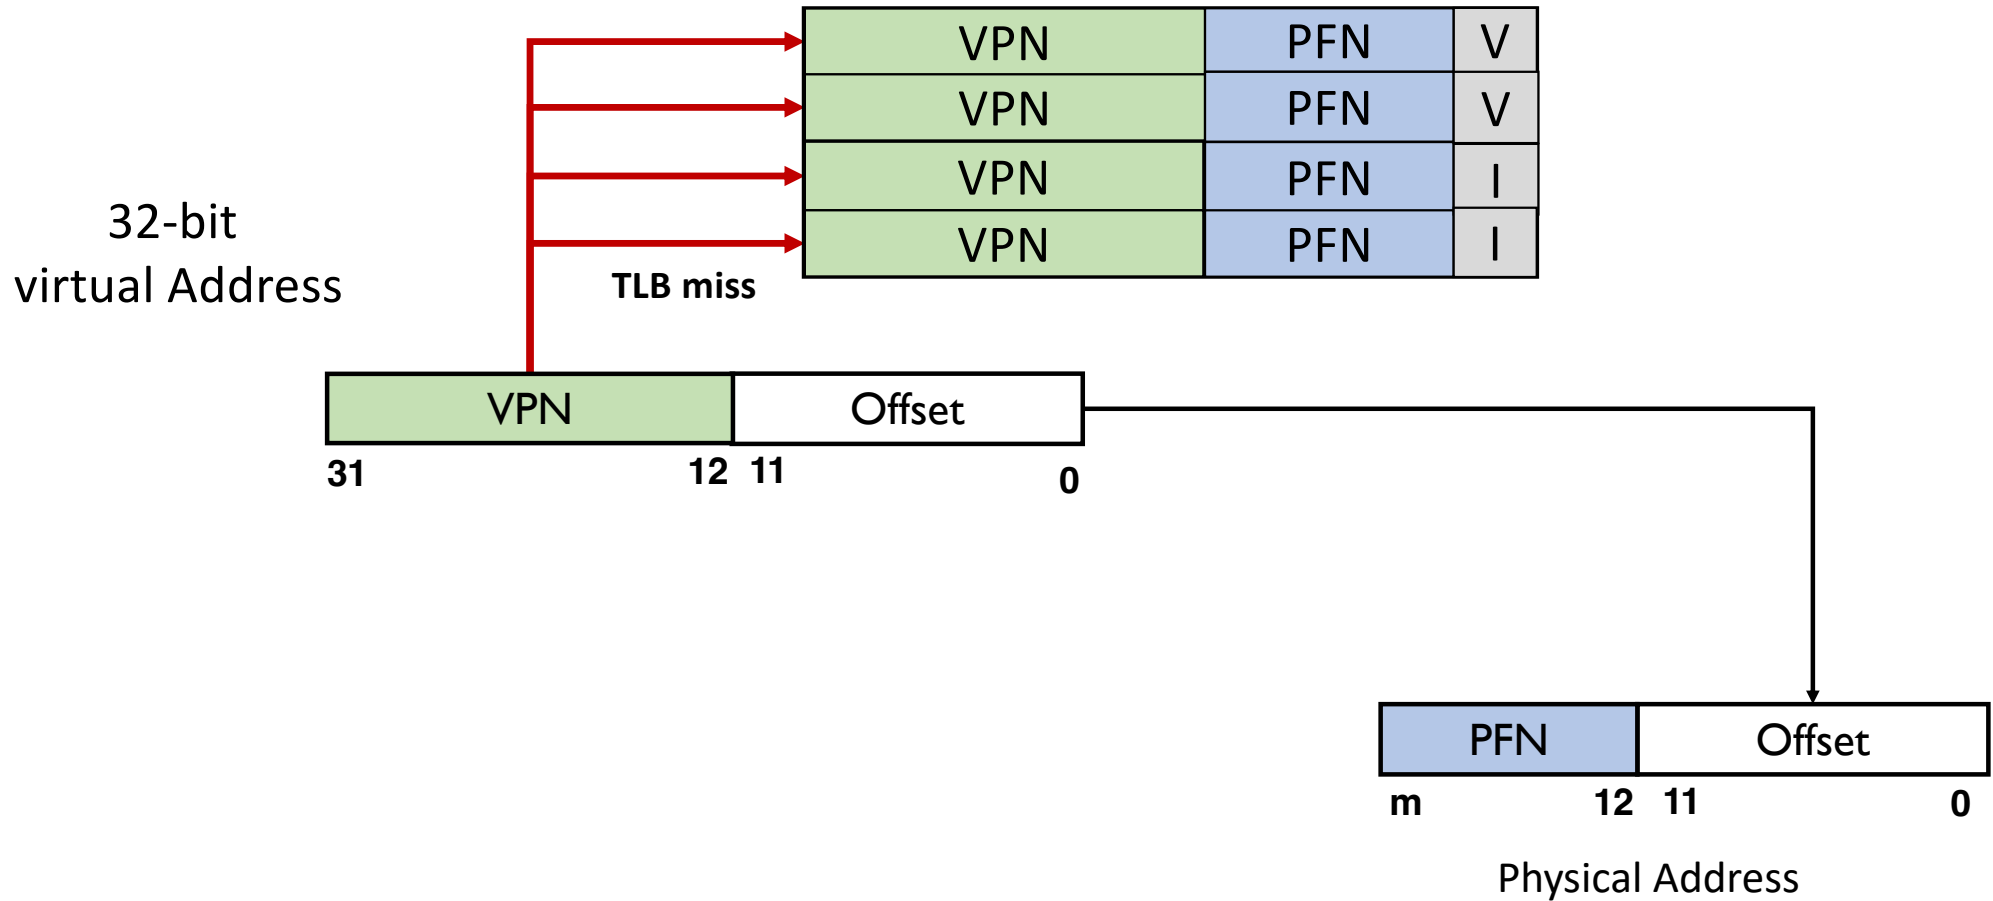 VPN PFN V
VPN PFN V
VPN PFN I
VPN PFN I
32-bit
virtual Address
TLB miss
VPN Offset
31 12 11 0
PFN Offset
m 12 11 0
Physical Address